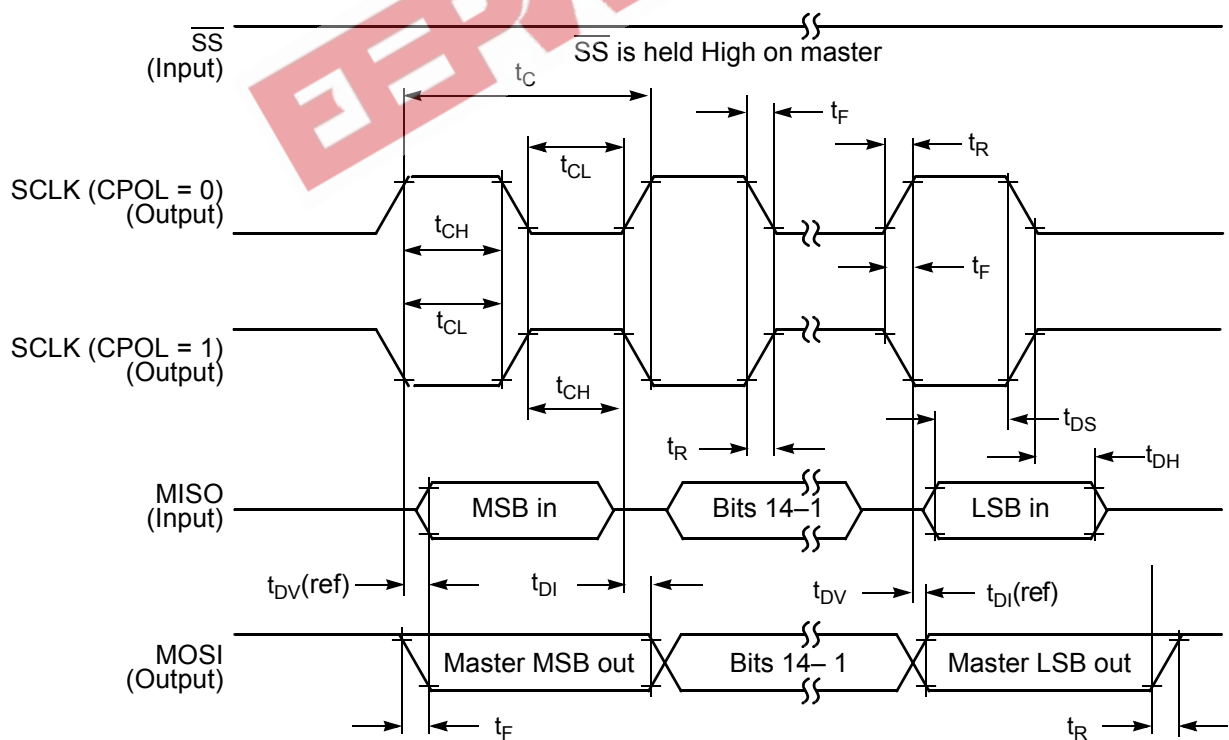 SS
(Input)
SS is held High on master
tC
tF
tR
tCL
SCLK (CPOL = 0)
(Output)
tCH
tF
tCL
SCLK (CPOL = 1)
(Output)
tCH
tDS
tR
tDH
MISO
(Input)
MSB in
Bits 14–1
LSB in
tDV(ref)
tDI
tDV
tDI(ref)
MOSI
(Output)
Master MSB out
Bits 14– 1
Master LSB out
tF
tR